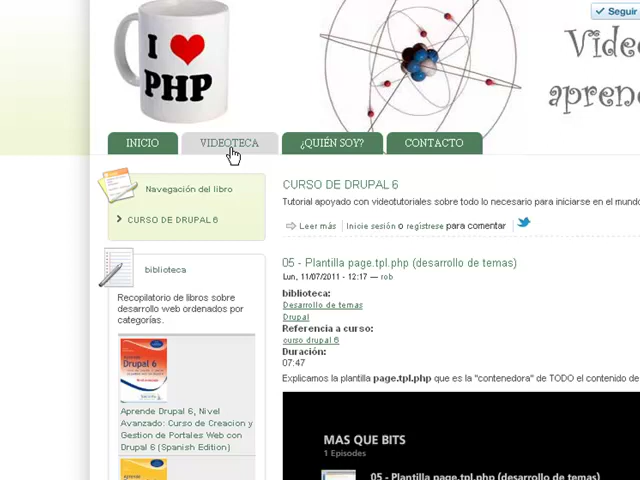 Seguir
I
PHP
Vide
apren
INICIO
VIDEOTECA
¿QUIÉN SOY?
CONTACTO
Navegación del libro
CURSO DE DRUPAL 6
biblioteca
Recopilatorio de libros sobre
desarrollo web ordenados por
categorías.
Aprende
Drupal 6
Aprende Drupal 6, Nivel
Avanzado: Curso de Creacion y
Gestion de Portales Web con
Drupal 6 (Spanish Edition)
CURSO DE DRUPAL 6
Tutorial apoyado con videotutoriales sobre todo lo necesario para iniciarse en el mundo
Leer más
Inicie sesión o regístrese para comentar
05 - Plantilla page.tpl.php (desarrollo de temas)
Lun, 11/07/2011 - 12:17 — rob
biblioteca:
Desarrollo de temas
Drupal
Referencia a curso:
curso drupal 6
Duración:
07:47
Explicamos la plantilla page.tpl.php que es la "contenedora" de TODO el contenido de
MAS QUE BITS
1 Episodes
05 - Plantilla page.tpl.php (desarrollo de temas)